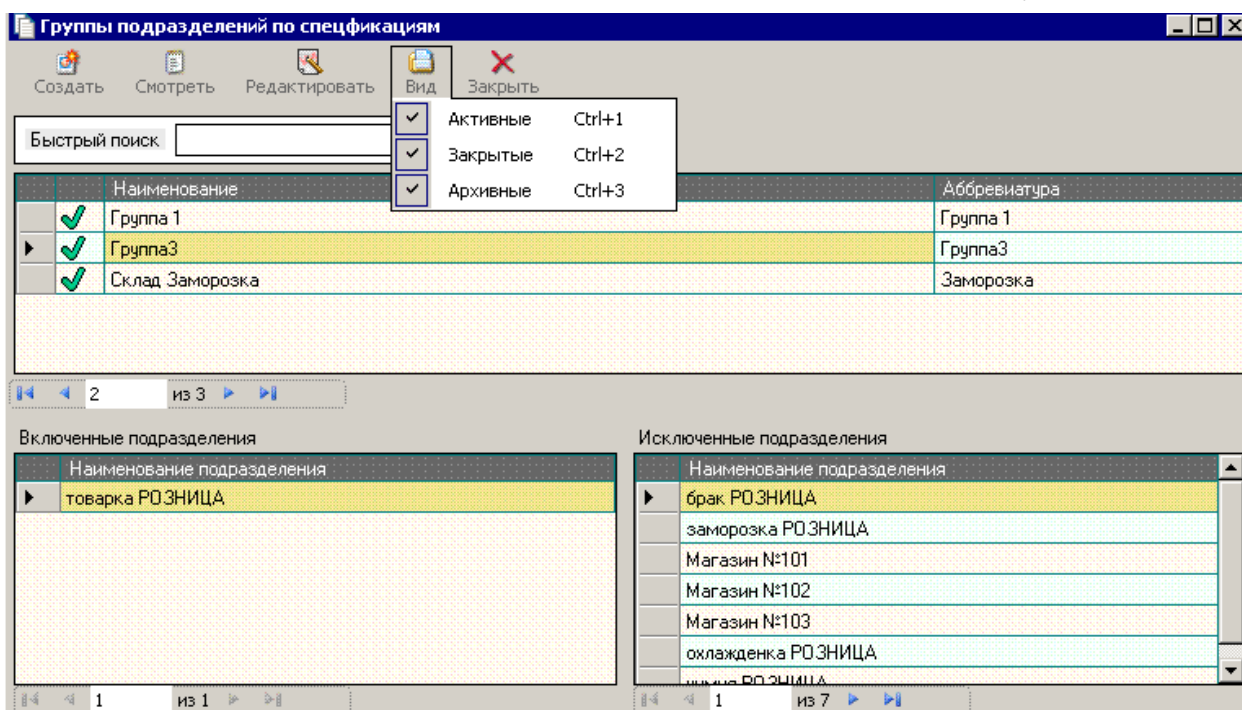 Группы подразделений по спецфикациям
Создать Смотреть Редактировать Вид Закрыть
Активные Ctrl+1
Быстрый поиск
Закрытые Ctrl+2
Архивные Ctrl+3
Наименование Аббревиатура
Группа 1 Группа 1
Группа3 Группа3
Склад Заморозка Заморозка
2 из 3
Включенные подразделения Исключенные подразделения
Наименование подразделения Наименование подразделения
товарка РОЗНИЦА брак РОЗНИЦА
заморозка РОЗНИЦА
Магазин №101
Магазин №102
Магазин №103
охлажденка РОЗНИЦА
РОЗНИЦА
1 из 1 1 из 7